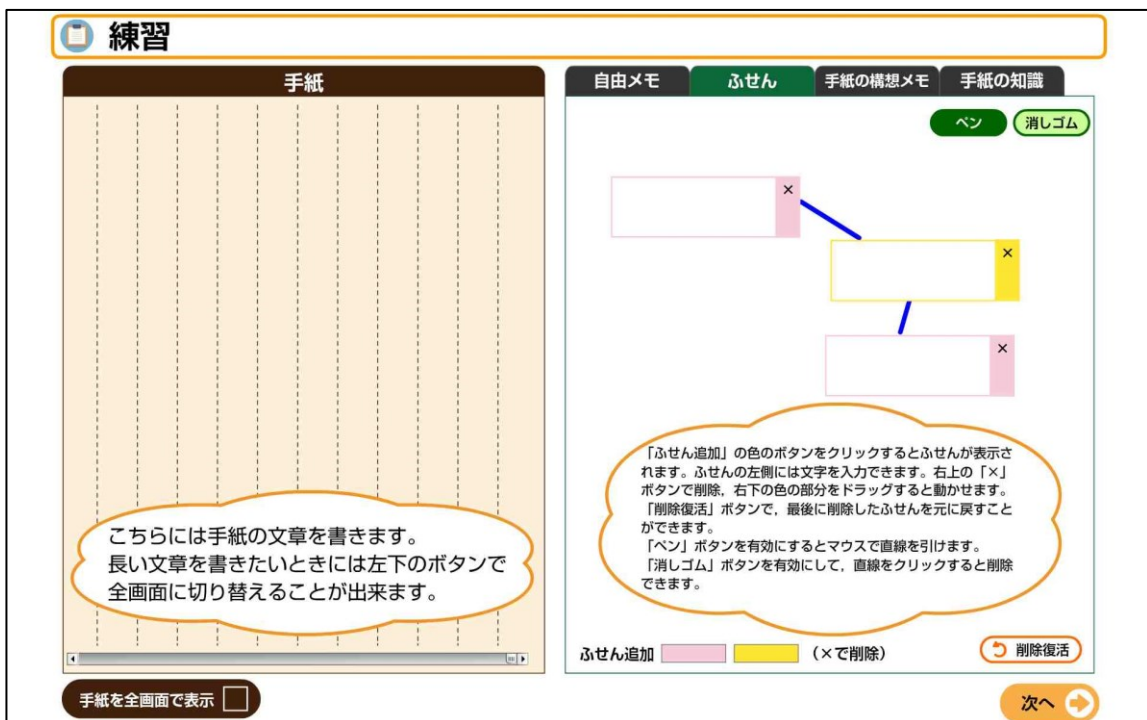 練習
手紙
こちらには手紙の文章を書きます。
長い文章を書きたいときには左下のボタンで
全画面に切り替えることが出来ます。
手紙を全画面で表示
自由メモ
ふせん
手紙の構想メモ
手紙の知識
ペン
消しゴム
×
×
×
「ふせん追加」の色のボタンをクリックするとふせんが表示さ
れます。ふせんの左側には文字を入力できます。右上の「×」
ボタンで削除，右下の色の部分をドラッグすると動かせます。
「削除復活」ボタンで，最後に削除したふせんを元に戻すこと
ができます。
「ペン」ボタンを有効にするとマウスで直線を引けます。
「消しゴム」ボタンを有効にして，直線をクリックすると削除
できます。
ふせん追加
（×で削除）
削除復活
次へ